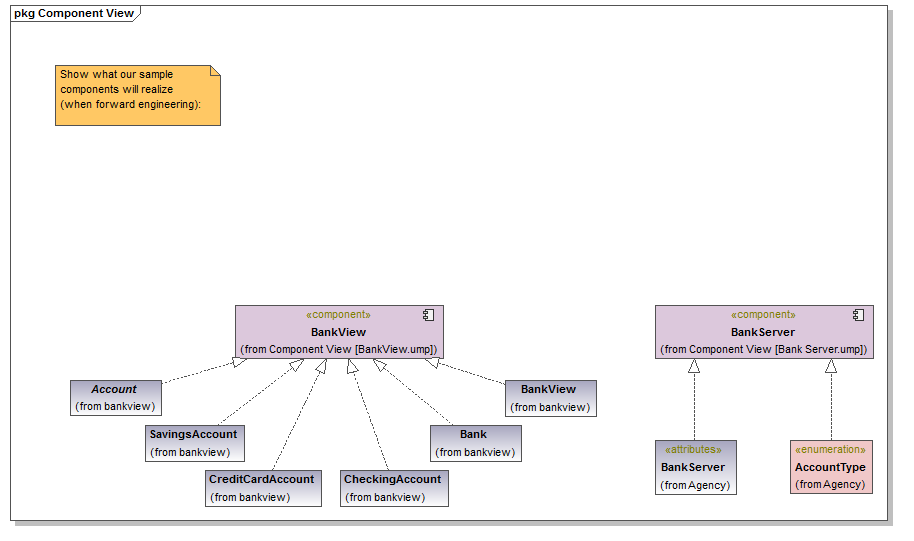 pkg Component View
Show what our sample
components will realize
(when forward engineering):
«component»
BankView
(from Component View [BankView.ump])
«component»
BankServer
(from Component View [Bank Server.ump])
Account
(from bankview)
BankView
(from bankview)
SavingsAccount
(from bankview)
Bank
(from bankview)
CreditCardAccount
(from bankview)
CheckingAccount
(from bankview)
«attributes»
BankServer
(from Agency)
«enumeration»
AccountType
(from Agency)